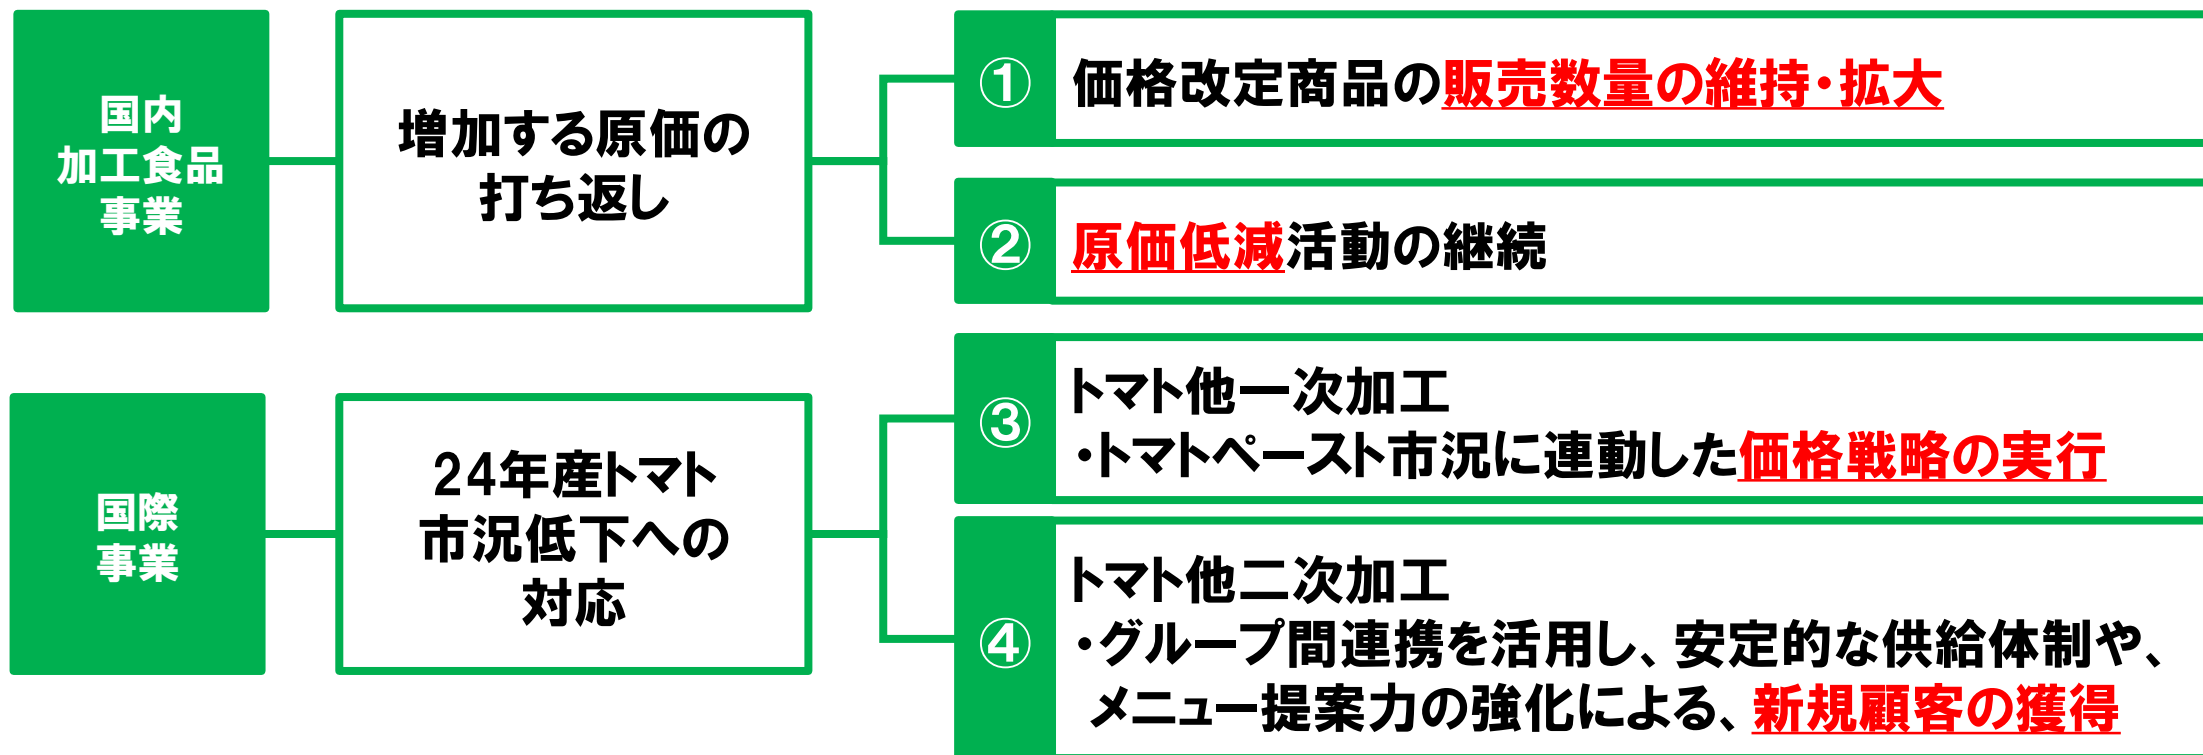 国内
加工食品
事業
増加する原価の
打ち返し
① 価格改定商品の販売数量の維持・拡大
② 原価低減活動の継続
国際
事業
24年産トマト
市況低下への
対応
③ トマト他一次加工
・トマトペースト市況に連動した価格戦略の実行
④ トマト他二次加工
・グループ間連携を活用し、安定的な供給体制や、
メニュー提案力の強化による、新規顧客の獲得